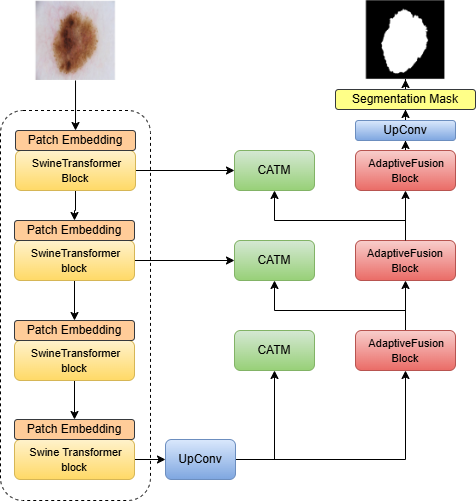 Segmentation Mask
UpConv
Patch Embedding
SwineTransformer
Block
CATM
AdaptiveFusion
Block
Patch Embedding
SwineTransformer
block
CATM
AdaptiveFusion
Block
Patch Embedding
SwineTransformer
block
CATM
AdaptiveFusion
Block
Patch Embedding
Swine Transformer
block
UpConv